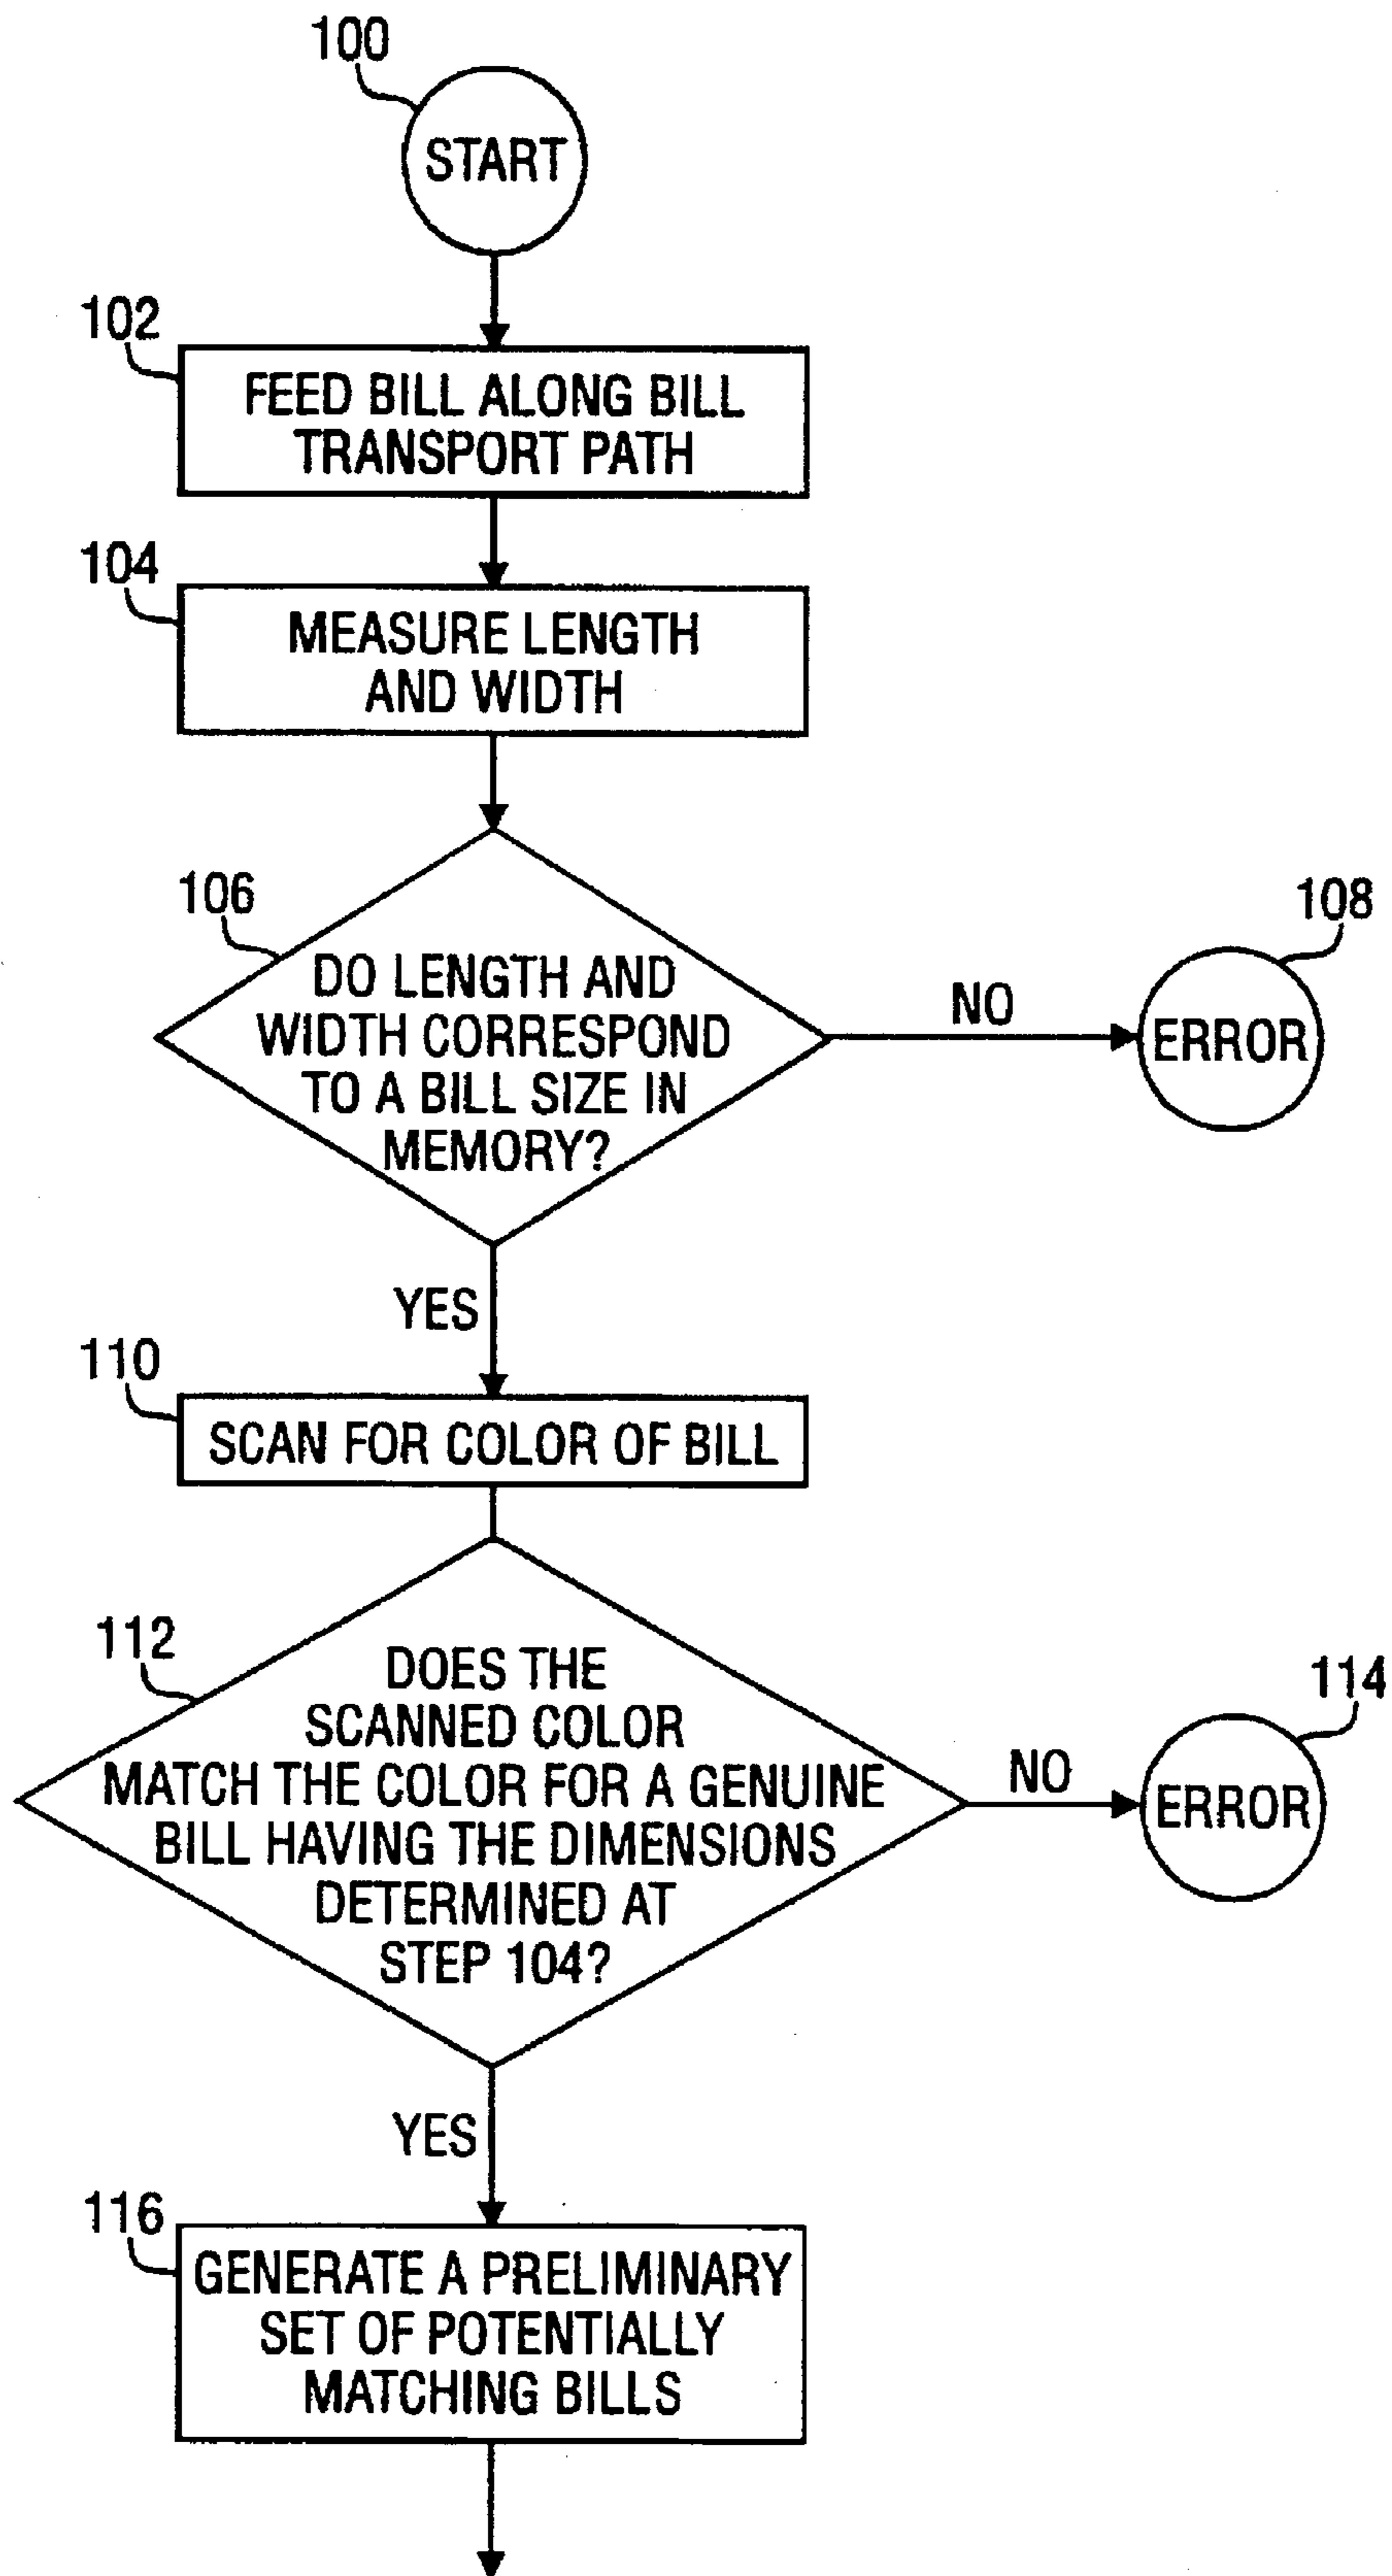 100
START
102
FEED BILL ALONG BILL
TRANSPORT PATH
104
MEASURE LENGTH
AND WIDTH
106
DO LENGTH AND
WIDTH CORRESPOND
TO A BILL SIZE IN
MEMORY?
NO
108
ERROR
YES
110
SCAN FOR COLOR OF BILL
112
DOES THE
SCANNED COLOR
MATCH THE COLOR FOR A GENUINE
BILL HAVING THE DIMENSIONS
DETERMINED AT
STEP 104?
NO
114
ERROR
YES
116
GENERATE A PRELIMINARY
SET OF POTENTIALLY
MATCHING BILLS